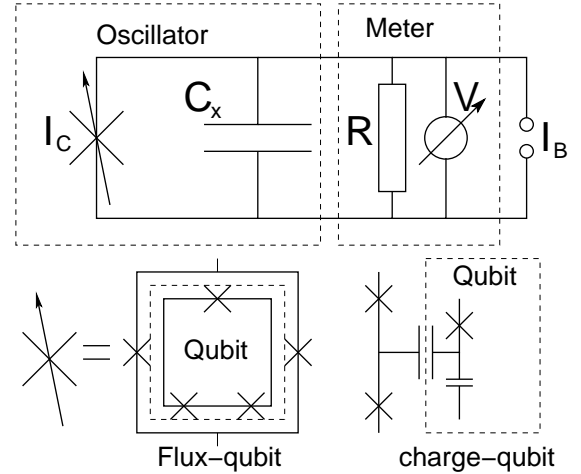 Oscillator
Meter
I_C
C_x
R
V
I_B
Qubit
Qubit
Flux-qubit
charge-qubit